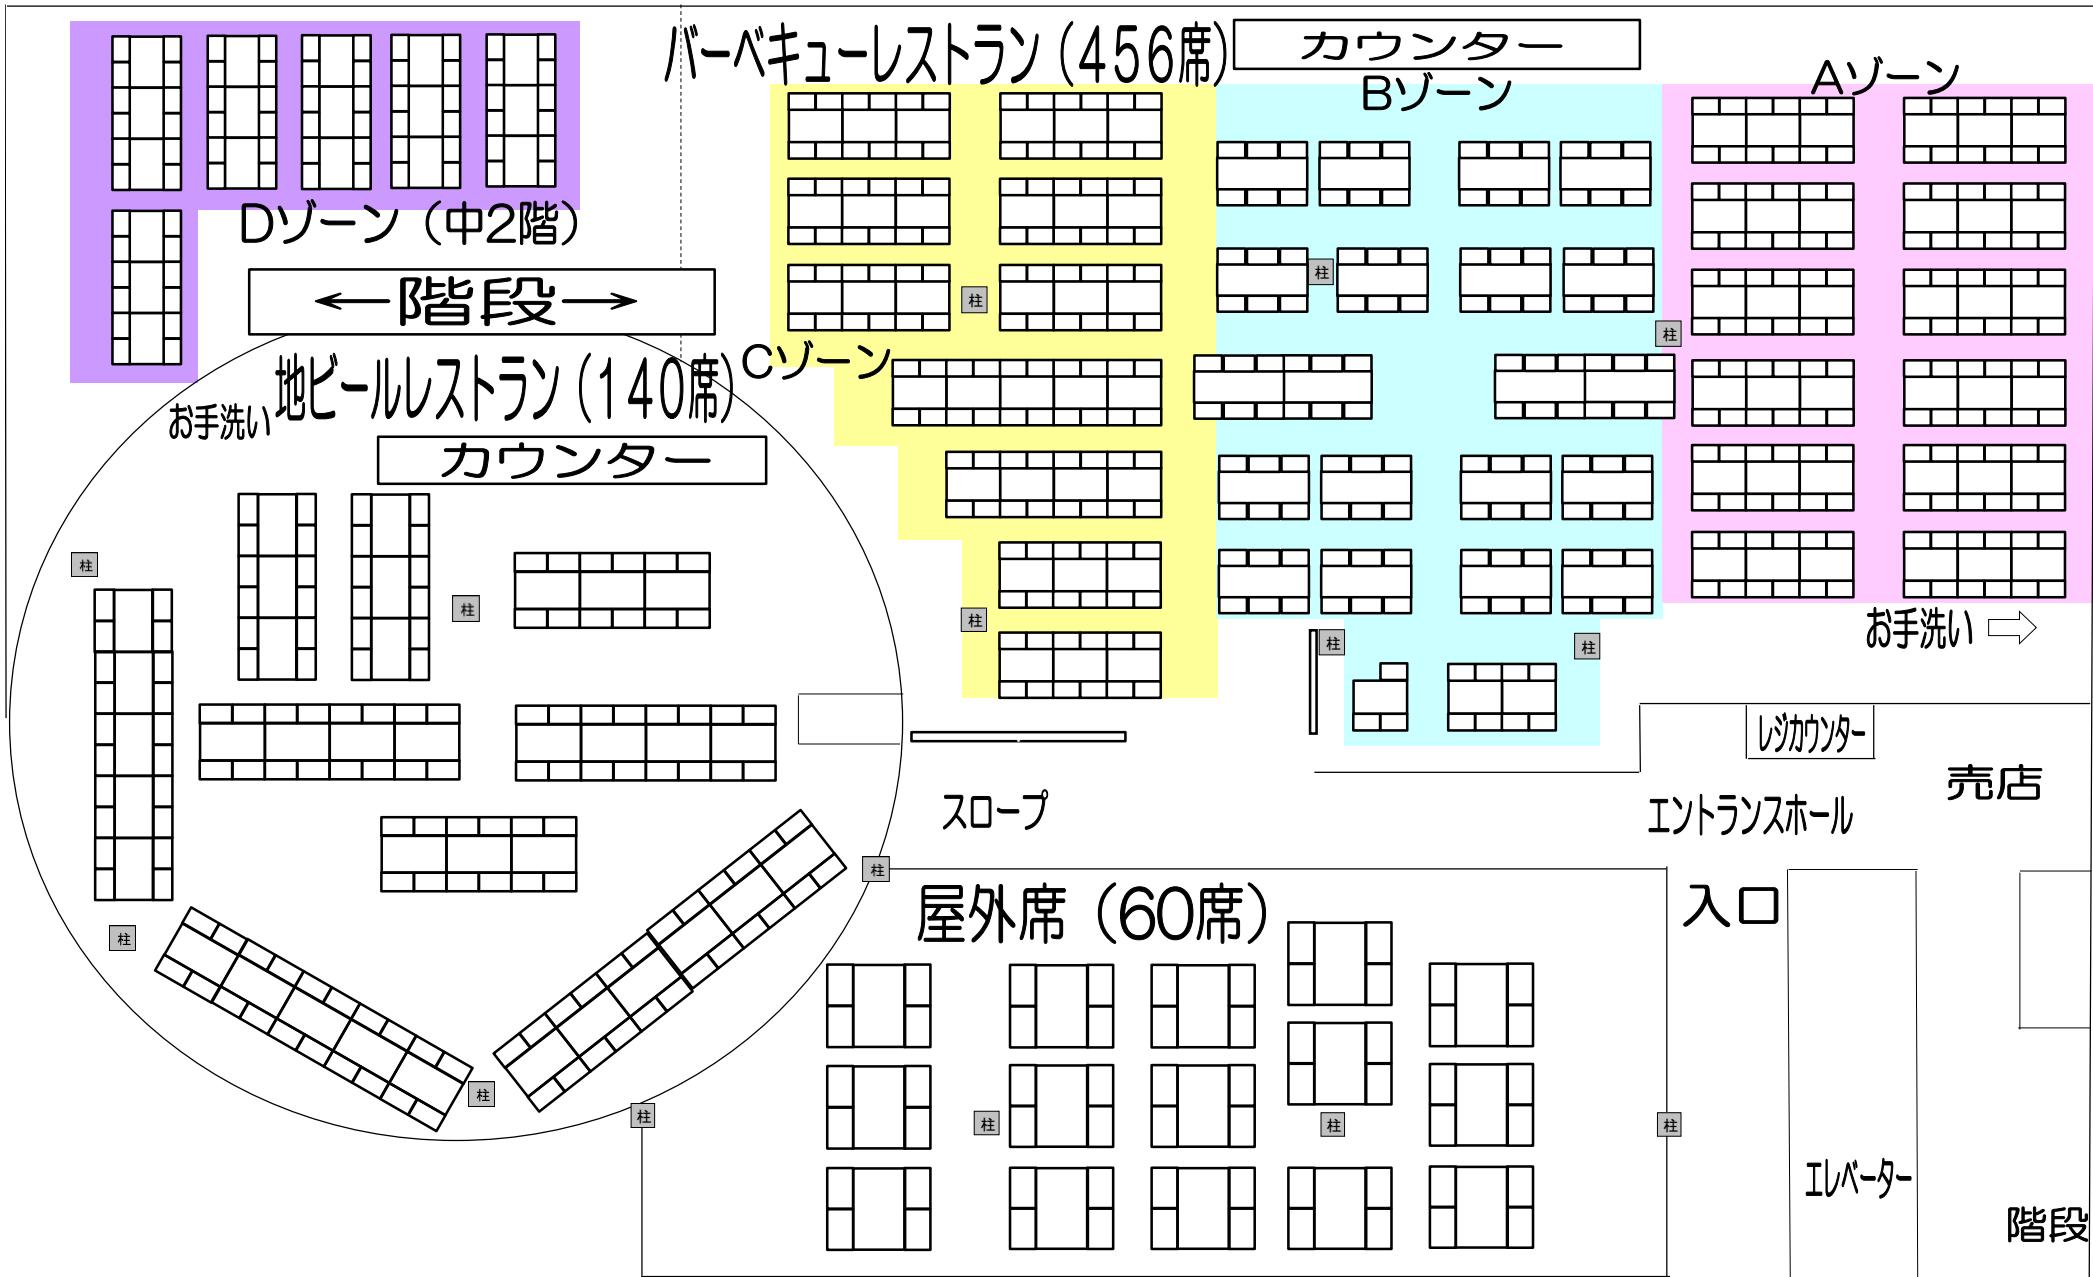 バーベキューレストラン（456席）
カウンター
Bゾーン
Aゾーン
Dゾーン（中2階）
←階段→
柱
柱
柱
Cゾーン
地ビールレストラン（140席）
お手洗い
カウンター
柱
柱
柱
柱
柱
お手洗い
レジカウンター
売店
スロープ
エントランスホール
柱
屋外席（60席）
入口
柱
柱
柱
柱
柱
柱
エレベーター
階段